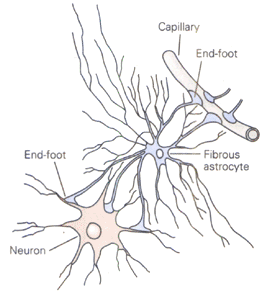 Capillary
End-foot
End-foot
Fibrous
astrocyte
Neuron